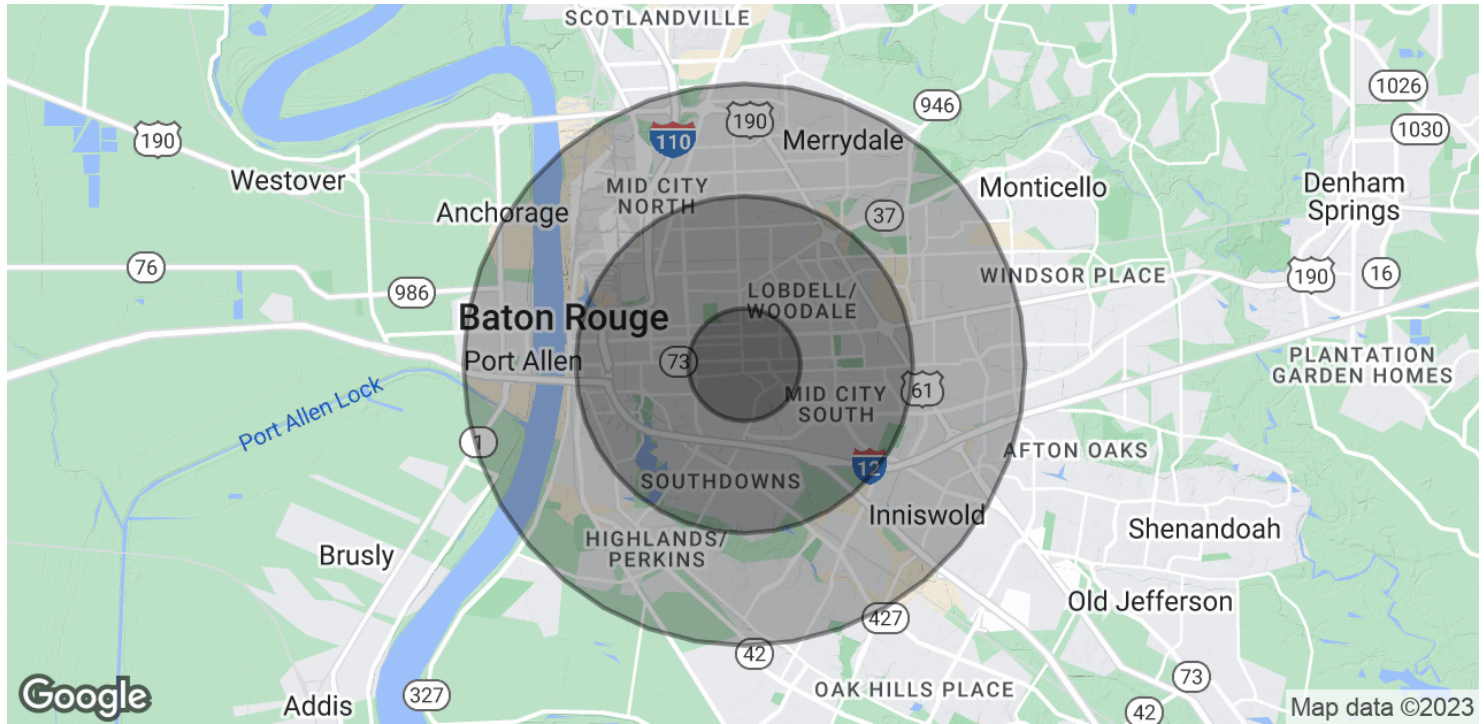 SCOTLANDVILLE
1026
946
190
1030
190
110
Merrydale
Westover
MID CITY
NORTH
Monticello
Denham
Springs
Anchorage
37
76
WINDSOR PLACE
190
16
986
LOBDELL/
WOODALE
Baton Rouge
Port Allen
73
PLANTATION
GARDEN HOMES
61
MID CITY
SOUTH
Port Allen Lock
1
AFTON OAKS
12
SOUTHDOWNS
Inniswold
Shenandoah
HIGHLANDS/
PERKINS
Brusly
Old Jefferson
427
42
73
OAK HILLS PLACE
327
Addis
42
Google
Map data ©2023